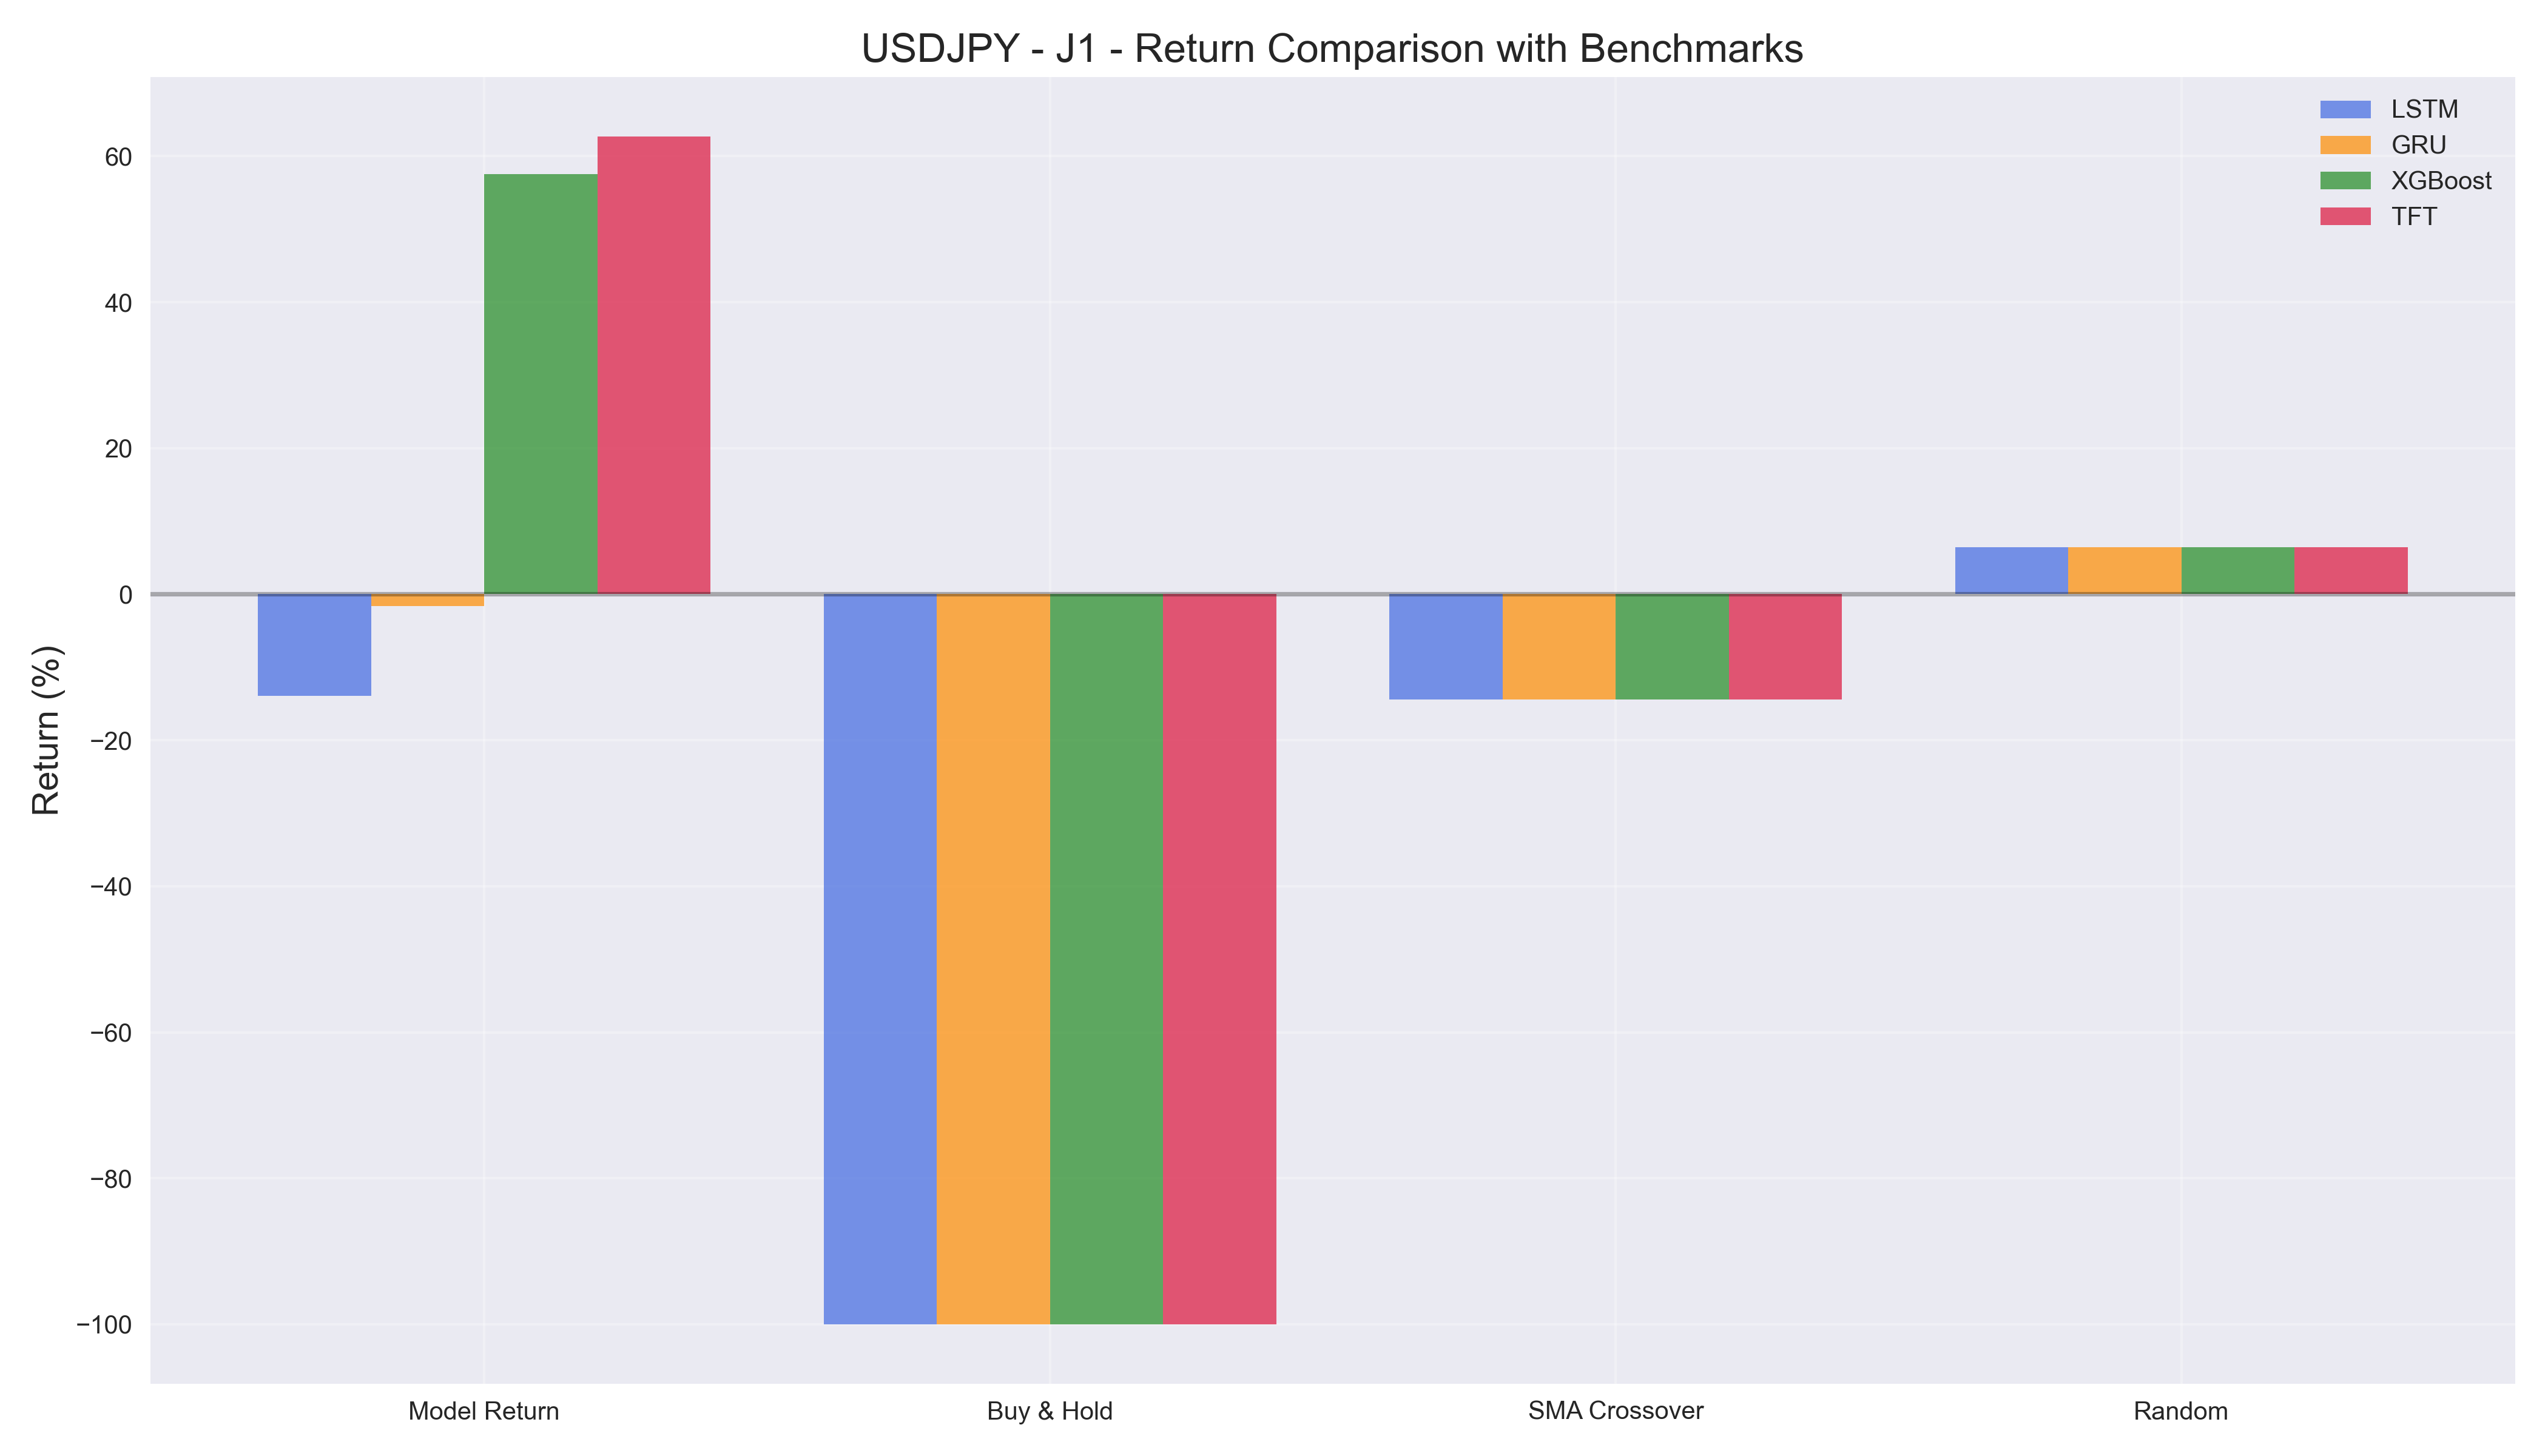 USDJPY - J1 - Return Comparison with Benchmarks
LSTM
GRU
XGBoost
TFT
Return (%)
60
40
20
0
−20
−40
−60
−80
−100
Model Return
Buy & Hold
SMA Crossover
Random